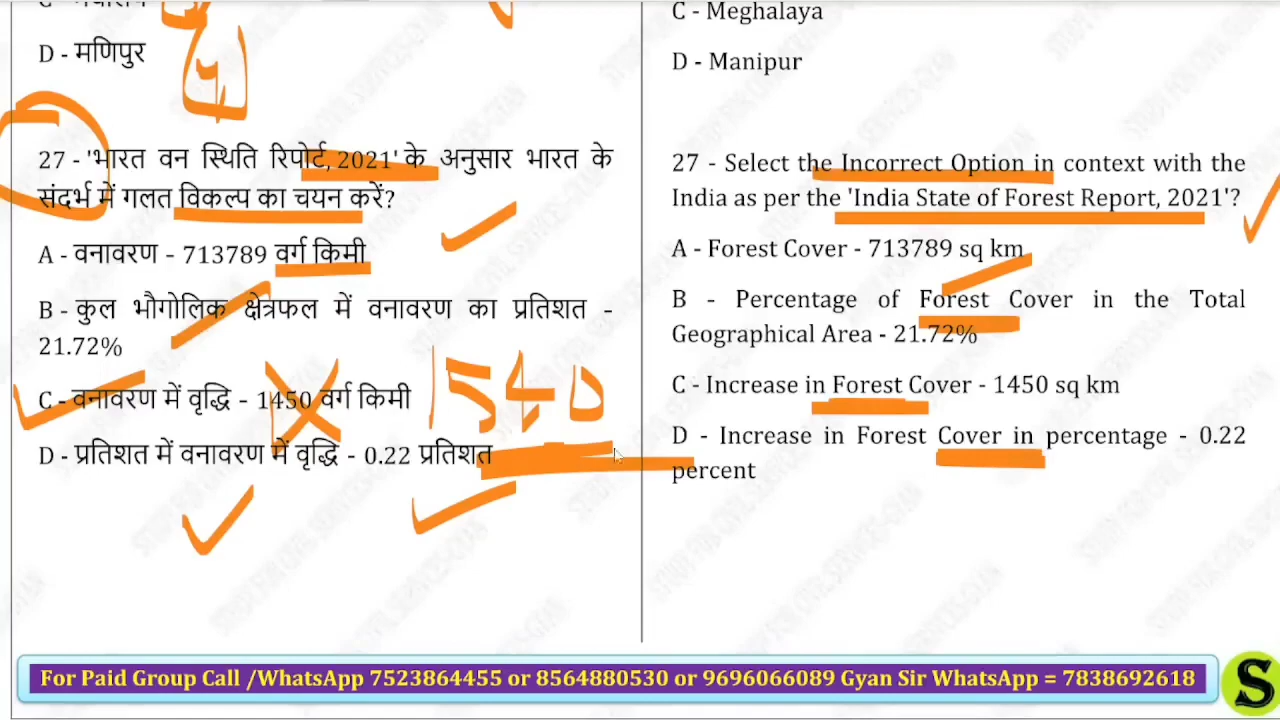 D - मणिपुर
27 - 'भारत वन स्थिति रिपोर्ट, 2021' के अनुसार भारत के
संदर्भ में गलत विकल्प का चयन करें?
A - वनावरण - 713789 वर्ग किमी
B - कुल भौगोलिक क्षेत्रफल में वनावरण का प्रतिशत -
21.72%
C - वनावरण में वृद्धि - 1450 वर्ग किमी
1540
D - प्रतिशत में वनावरण में वृद्धि - 0.22 प्रतिशत
C - Meghalaya
D - Manipur
27 - Select the Incorrect Option in context with the
India as per the 'India State of Forest Report, 2021'?
A - Forest Cover - 713789 sq km
B - Percentage of Forest Cover in the Total
Geographical Area - 21.72%
C - Increase in Forest Cover - 1450 sq km
D - Increase in Forest Cover in percentage - 0.22
percent
For Paid Group Call /WhatsApp 7523864455 or 8564880530 or 9696066089 Gyan Sir WhatsApp = 7838692618
S